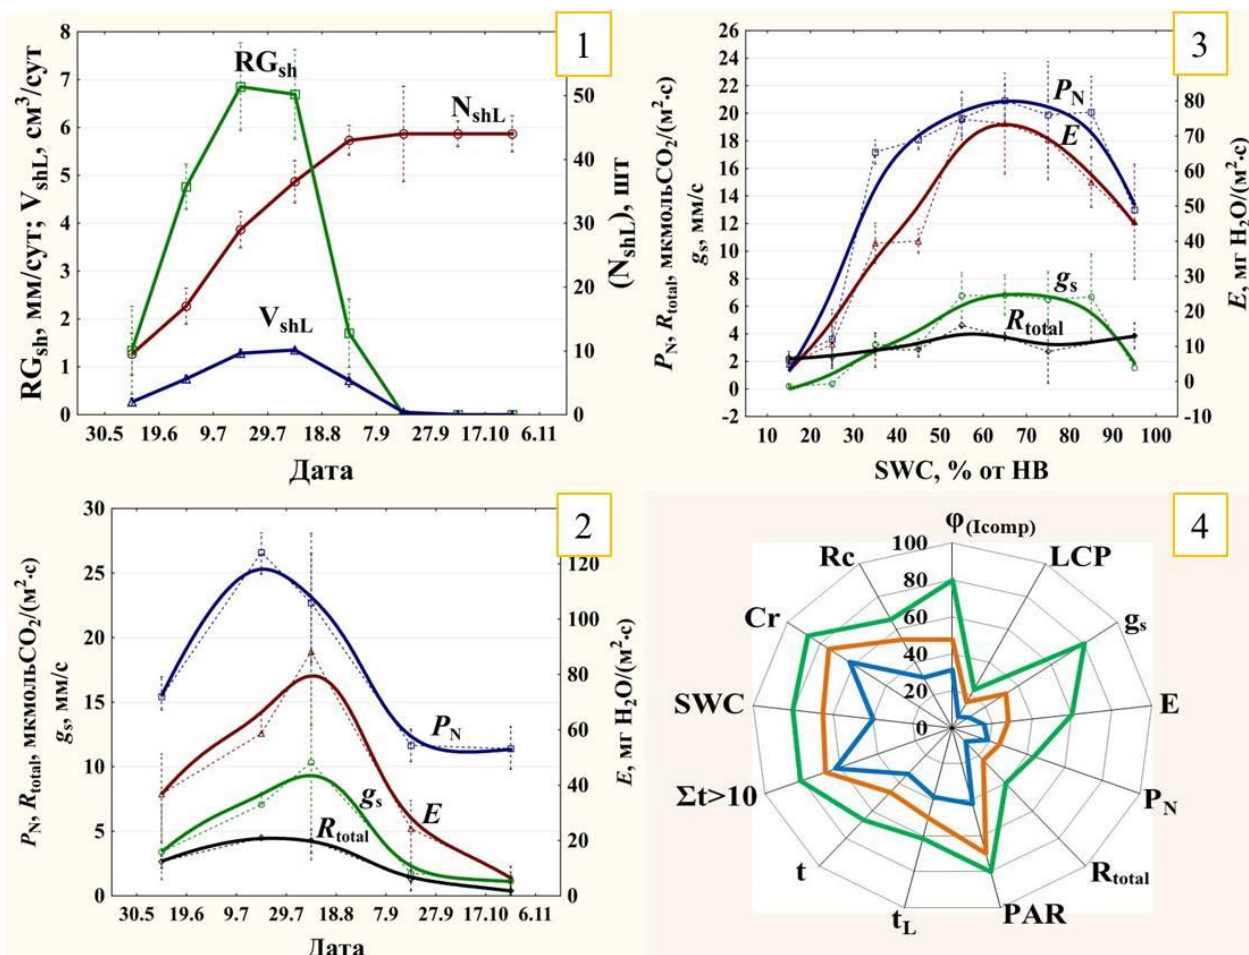 1
RG_sh, мм/сут; V_shL, см³/сут
8
7
6
5
4
3
2
1
0
RG_sh
N_shL
V_shL
50
40
30
20
10
0
(N_shL), шт
30.5 19.6 9.7 29.7 18.8 7.9 27.9 17.10 6.11
Дата
3
P_N, R_total, мкмольCO₂/(м²·с)
g_s, мм/с
26
24
22
20
18
16
14
12
10
8
6
4
2
0
-2
P_N
E
g_s
R_total
80
70
60
50
40
30
20
10
0
-10
E, мг H₂O/(м²·с)
10 20 30 40 50 60 70 80 90 100
SWC, % от НВ
2
P_N, R_total, мкмольCO₂/(м²·с)
g_s, мм/с
30
25
20
15
10
5
0
P_N
E
g_s
R_total
120
100
80
60
40
20
0
E, мг H₂O/(м²·с)
30.5 19.6 9.7 29.7 18.8 7.9 27.9 17.10 6.11
Дата
4
φ(Icomp)
LCP
g_s
E
P_N
R_total
PAR
t_L
t
Σt>10
SWC
Cr
Rc
100
80
60
40
20
0